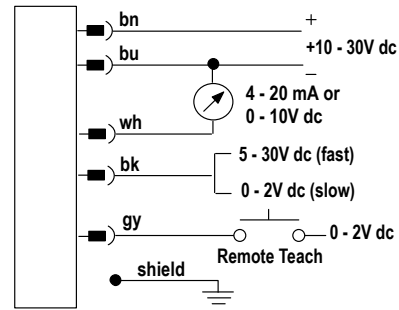 bn
+
+10 - 30V dc
bu
–
4 - 20 mA or
0 - 10V dc
wh
5 - 30V dc (fast)
bk
0 - 2V dc (slow)
gy
0 - 2V dc
Remote Teach
shield